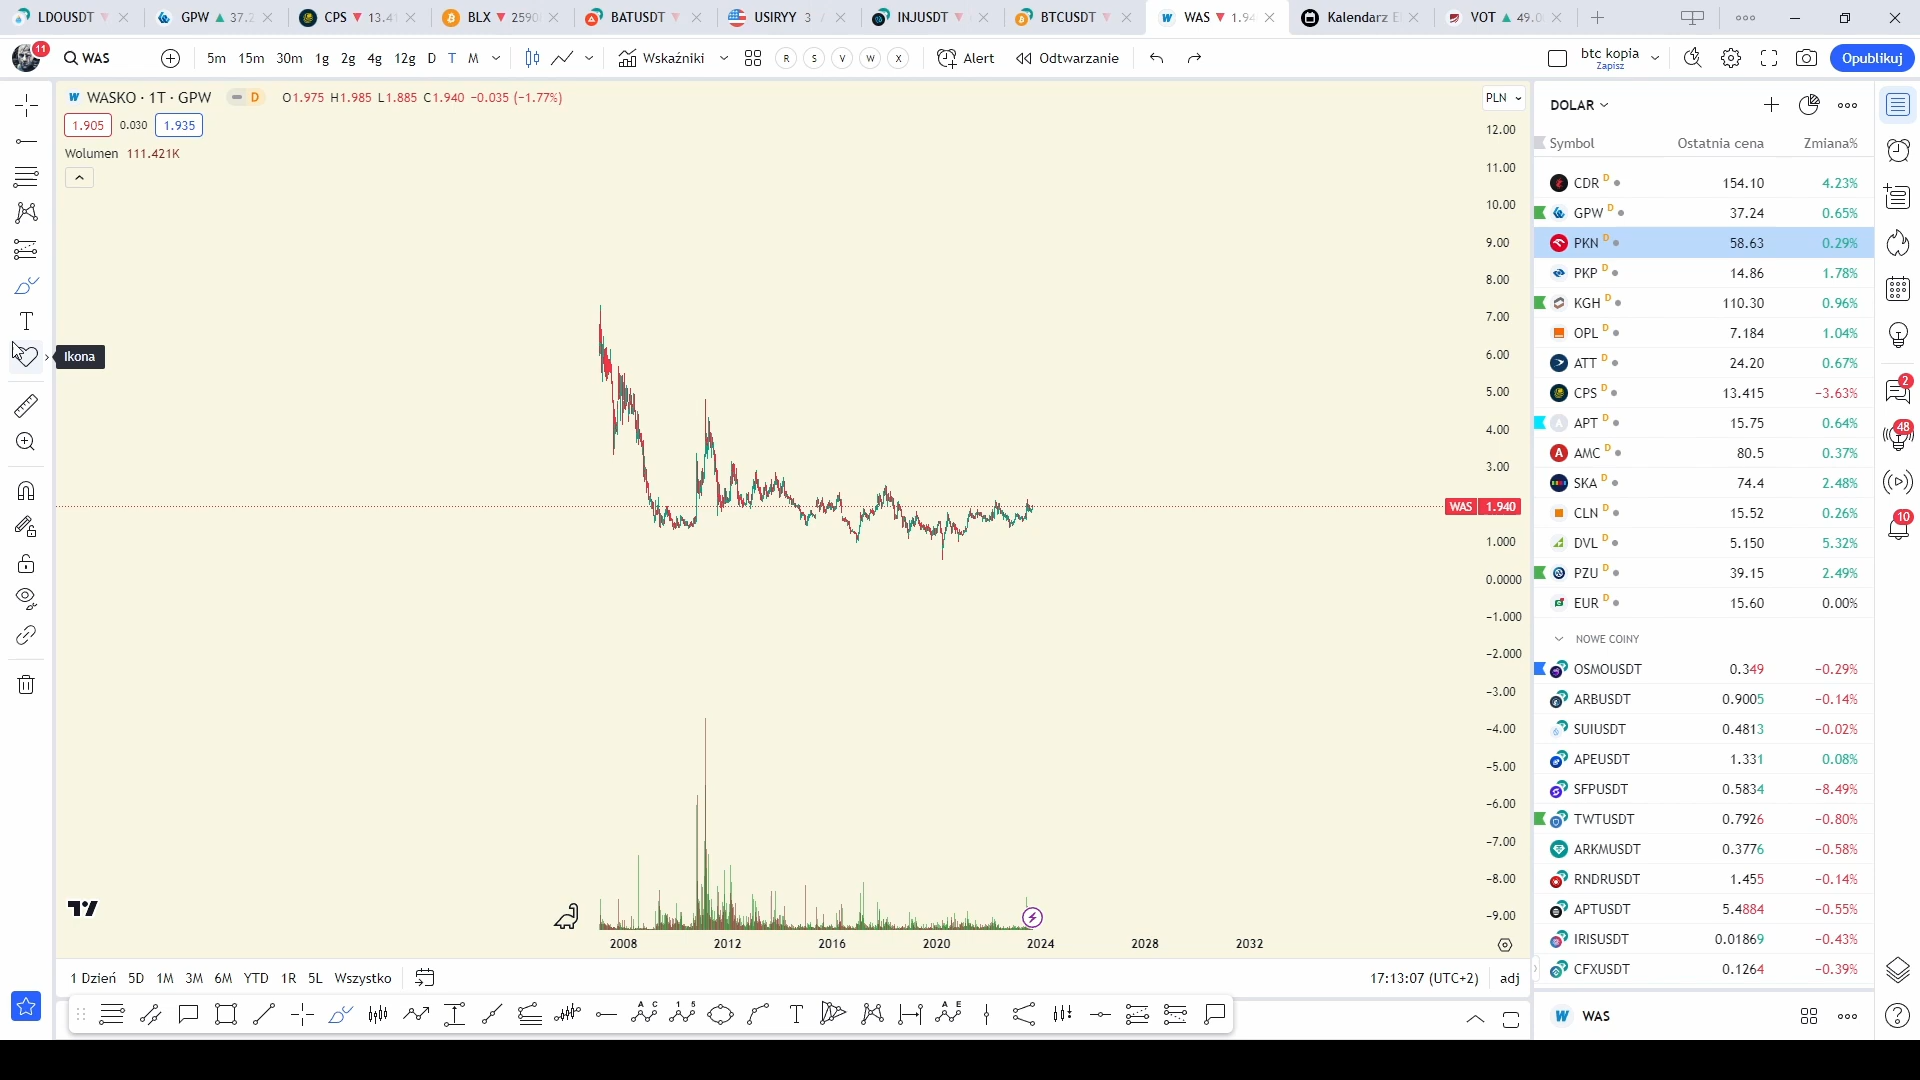 LDOUSDT
GPW 37.2
CPS 13.41
BLX 2590
BATUSDT
USIRYY 3
INJUSDT
BTCUSDT
WAS 1.94
Kalendarz E
VOT 49.0
11
WAS
5m 15m 30m 1g 2g 4g 12g D T M
Wskaźniki
R S V W X
Alert
Odtwarzanie
btc kopia
Zapisz
Opublikuj
WASKO · 1T · GPW D O1.975 H1.985 L1.885 C1.940 −0.035 (−1.77%)
1.905 0.030 1.935
Wolumen 111.421K
Ikona
PLN
12.00
11.00
10.00
9.00
8.00
7.00
6.00
5.00
4.00
3.00
WAS 1.940
1.000
0.0000
−1.000
−2.000
−3.00
−4.00
−5.00
−6.00
−7.00
−8.00
−9.00
2008 2012 2016 2020 2024 2028 2032
1 Dzień 5D 1M 3M 6M YTD 1R 5L Wszystko
17:13:07 (UTC+2) adj
DOLAR
Symbol Ostatnia cena Zmiana%
CDR D 154.10 4.23%
GPW D 37.24 0.65%
PKN D 58.63 0.29%
PKP D 14.86 1.78%
KGH D 110.30 0.96%
OPL D 7.184 1.04%
ATT D 24.20 0.67%
CPS D 13.415 −3.63%
APT D 15.75 0.64%
AMC D 80.5 0.37%
SKA D 74.4 2.48%
CLN D 15.52 0.26%
DVL D 5.150 5.32%
PZU D 39.15 2.49%
EUR D 15.60 0.00%
NOWE COINY
OSMOUSDT 0.349 −0.29%
ARBUSDT 0.9005 −0.14%
SUIUSDT 0.4813 −0.02%
APEUSDT 1.331 0.08%
SFPUSDT 0.5834 −8.49%
TWTUSDT 0.7926 −0.80%
ARKMUSDT 0.3776 −0.58%
RNDRUSDT 1.455 −0.14%
APTUSDT 5.4884 −0.55%
IRISUSDT 0.01869 −0.43%
CFXUSDT 0.1264 −0.39%
WAS
2
48
10